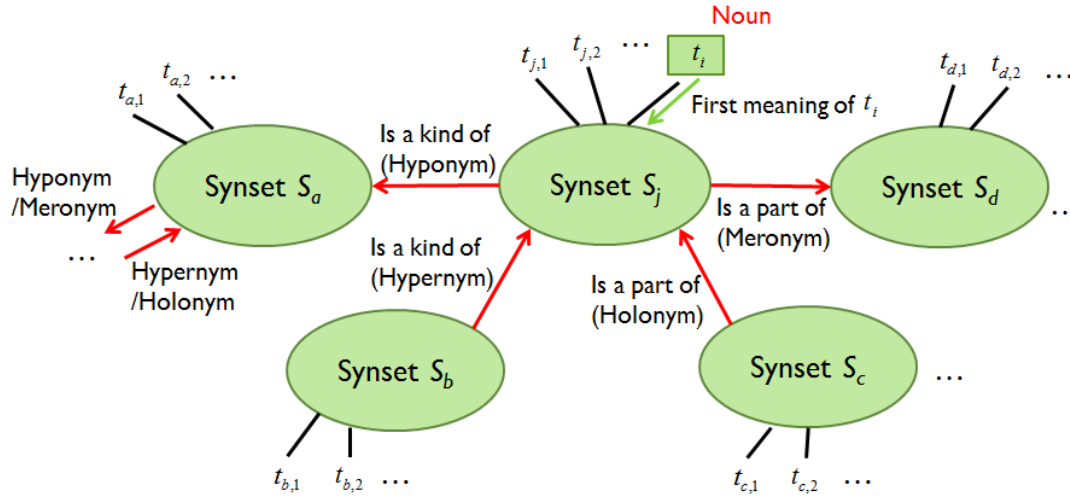 Noun
t_{j,1} t_{j,2} … t_i
t_{a,1} t_{a,2} …
t_{d,1} t_{d,2} …
First meaning of t_i
Is a kind of
(Hyponym)
Synset S_a
Synset S_j
Synset S_d
Hyponym
/Meronym
Is a part of
(Meronym)
…
…
Hypernym
/Holonym
Is a kind of
(Hypernym)
Is a part of
(Holonym)
Synset S_b
Synset S_c
…
t_{b,1} t_{b,2} …
t_{c,1} t_{c,2} …